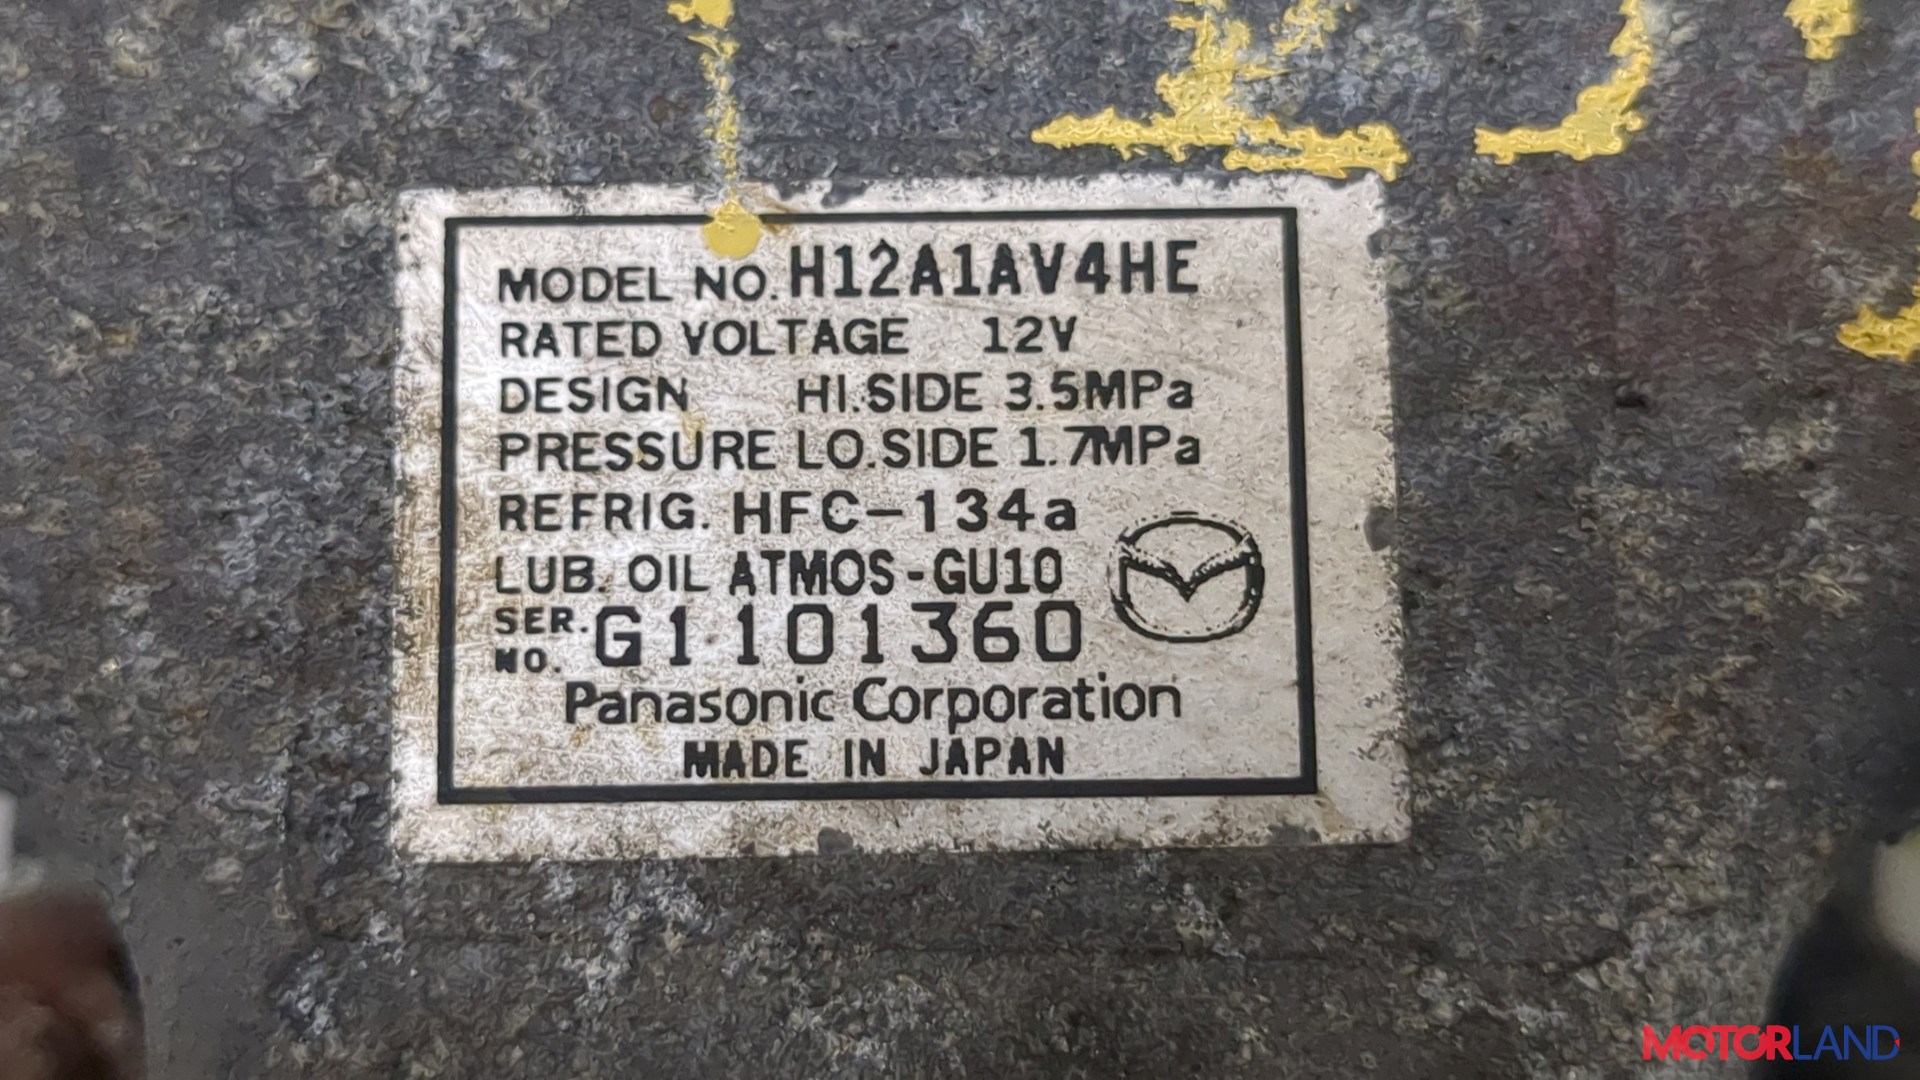 MODEL NO. H12A1AV4HE
RATED VOLTAGE 12V
DESIGN HI.SIDE 3.5MPa
PRESSURE LO.SIDE 1.7MPa
REFRIG. HFC-134a
LUB. OIL ATMOS-GU10
SER. NO. G1101360
Panasonic Corporation
MADE IN JAPAN
MOTORLAND